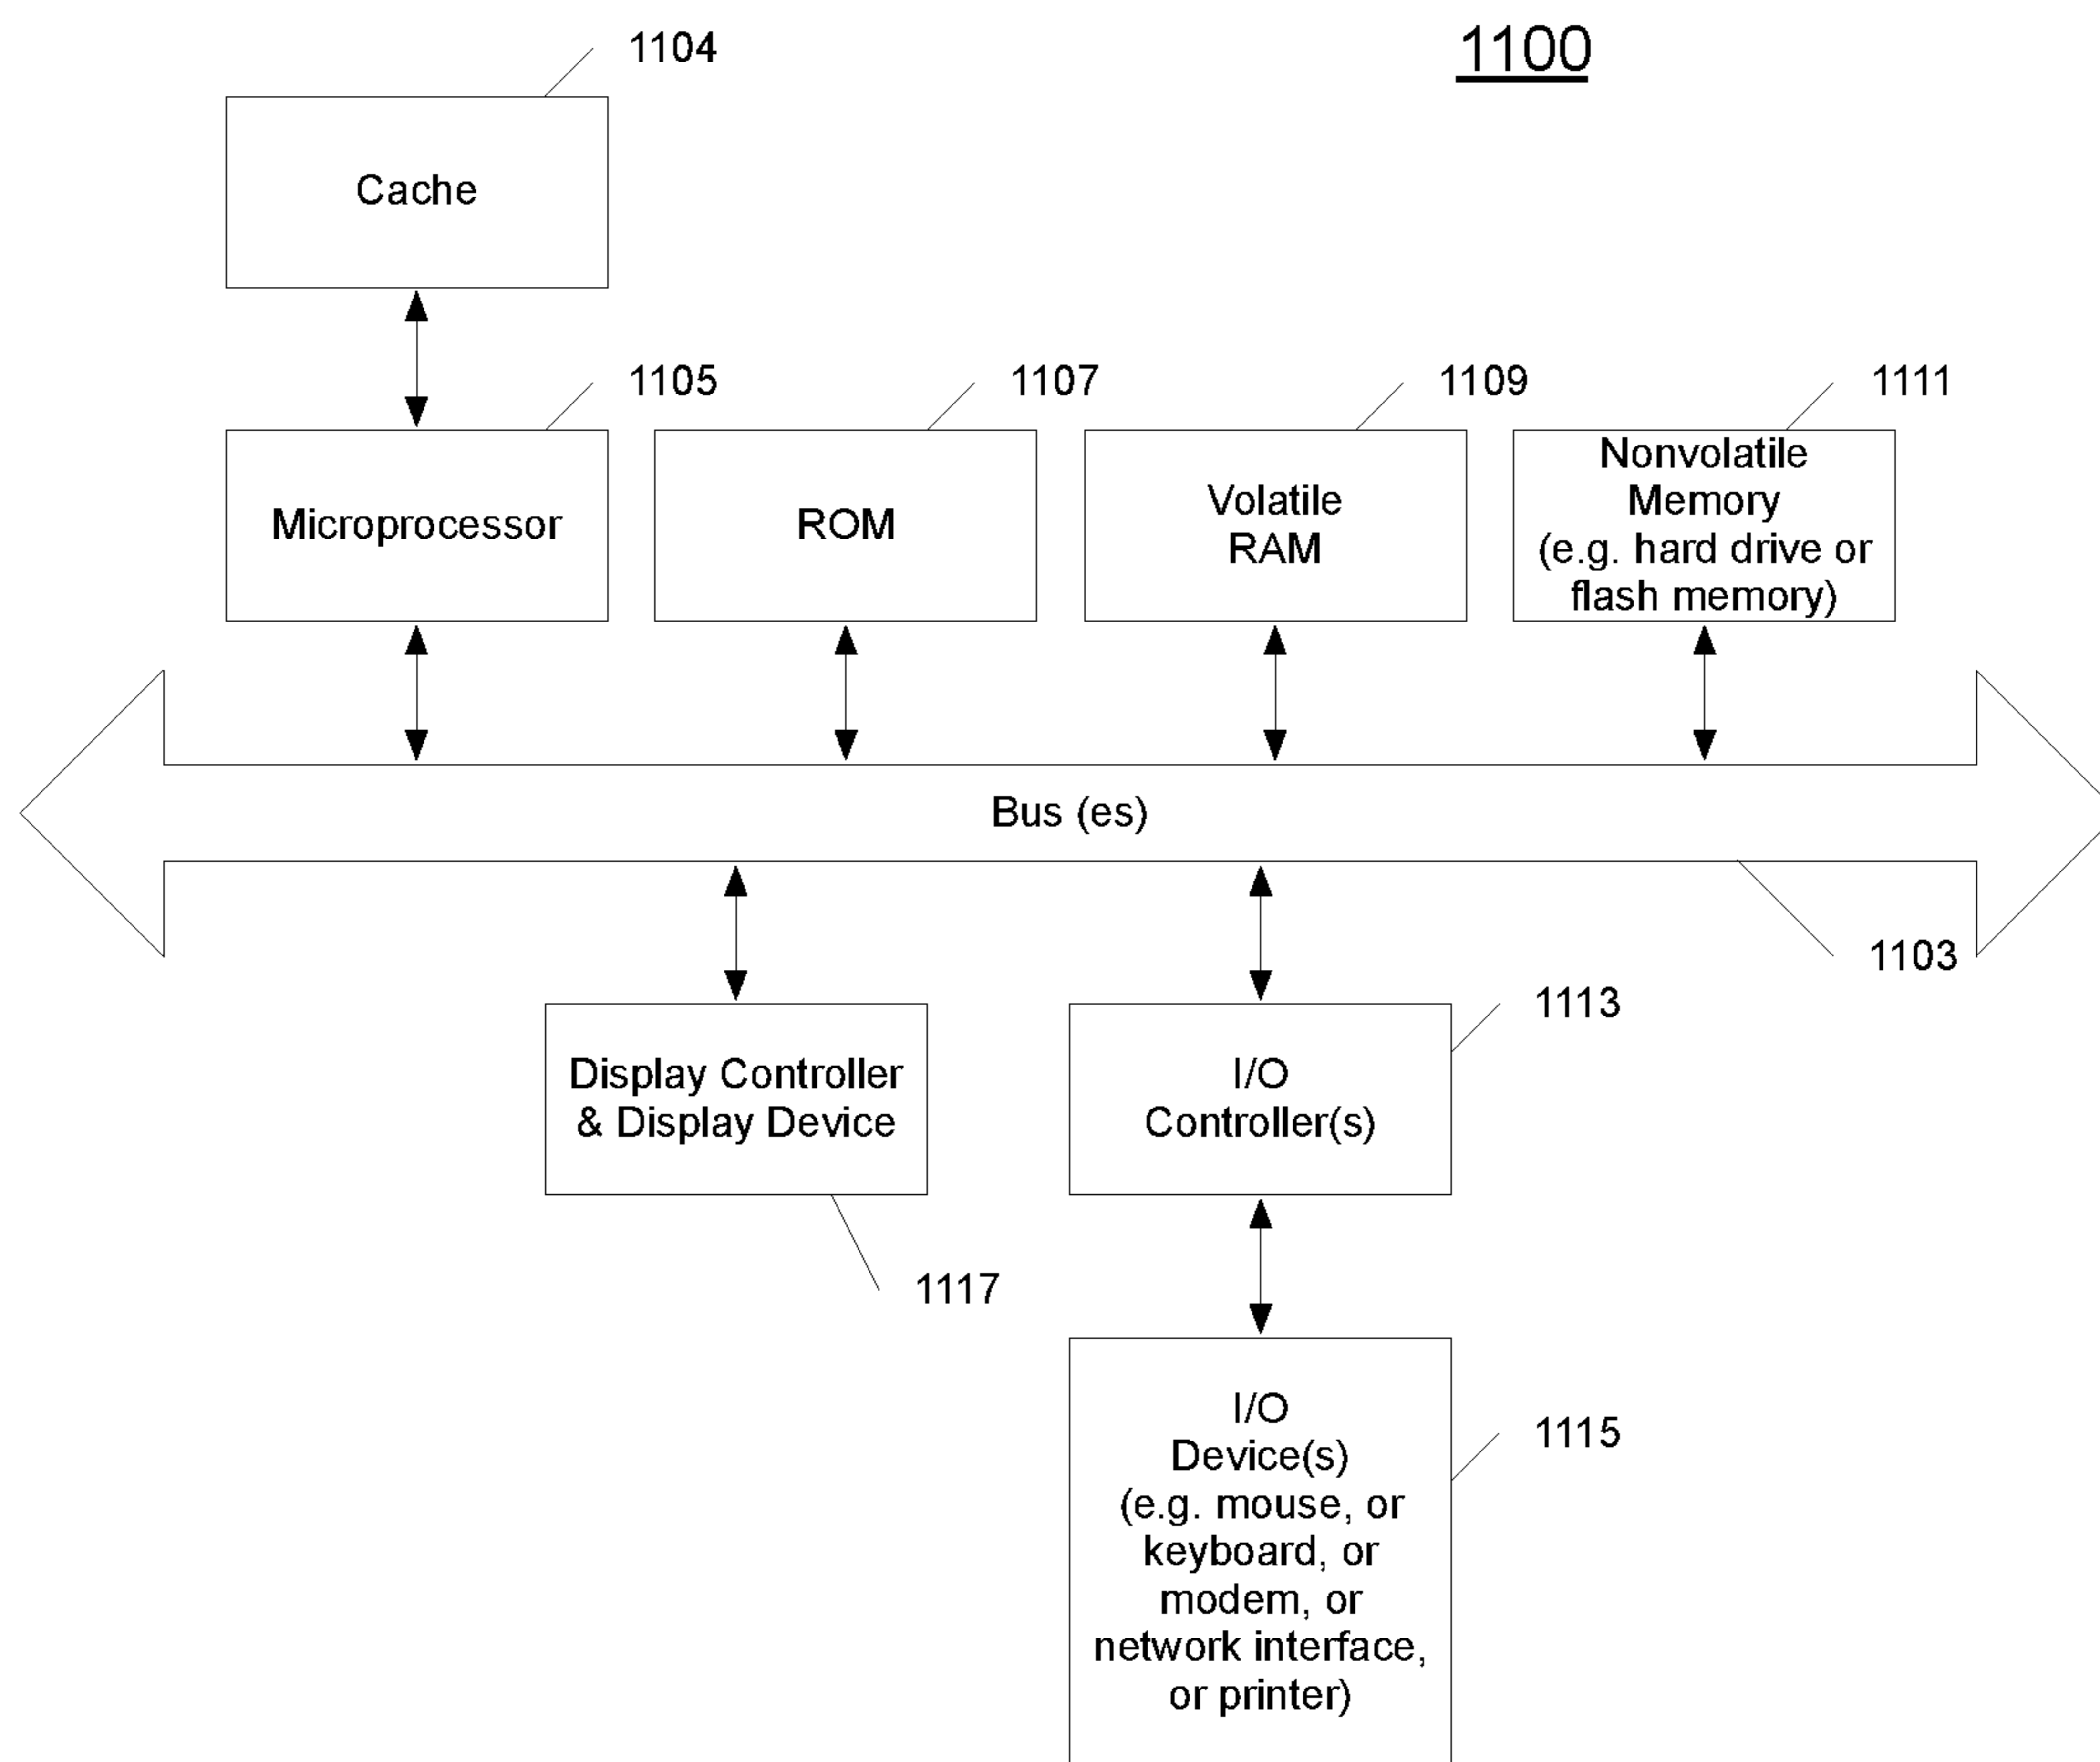 1100
1104
Cache
1105
1107
1109
1111
Microprocessor
ROM
Volatile
RAM
Nonvolatile
Memory
(e.g. hard drive or
flash memory)
Bus (es)
1103
Display Controller
& Display Device
1117
I/O
Controller(s)
1113
I/O
Device(s)
(e.g. mouse, or
keyboard, or
modem, or
network interface,
or printer)
1115